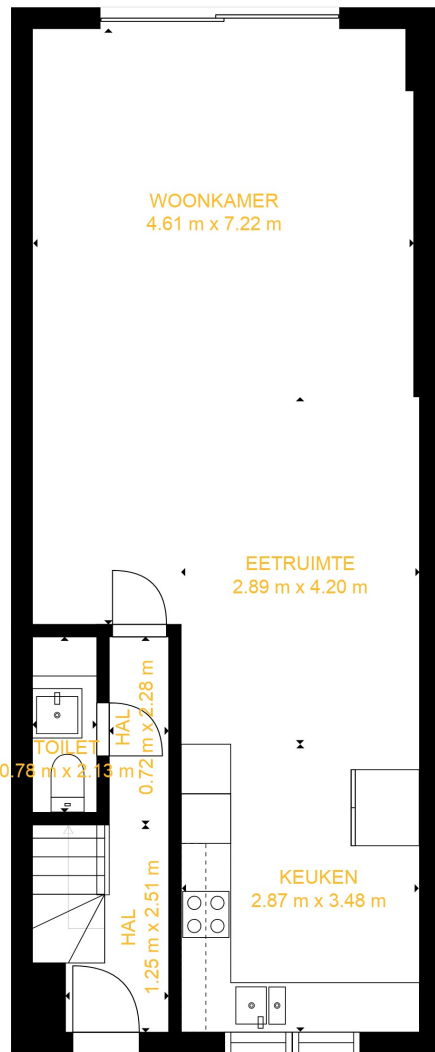 WOONKAMER
4.61 m x 7.22 m
EETRUIMTE
2.89 m x 4.20 m
HAL
0.72 m x 2.28 m
TOILET
0.78 m x 2.13 m
KEUKEN
2.87 m x 3.48 m
HAL
1.25 m x 2.51 m